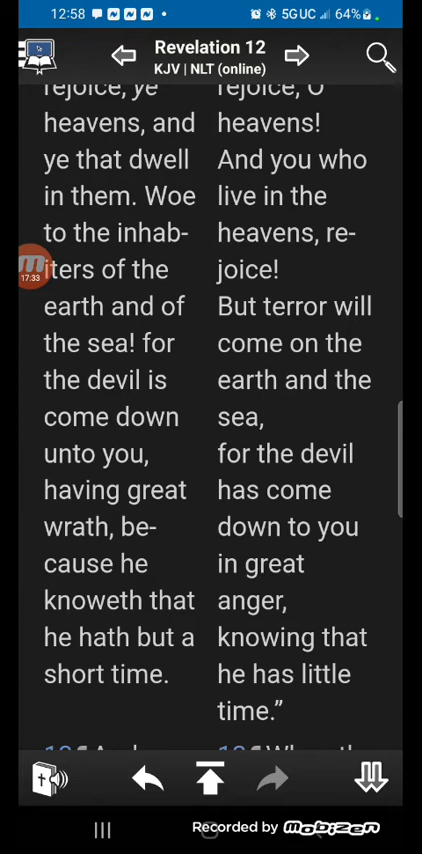 12:58
5GUC 64%
Revelation 12
KJV | NLT (online)
rejoice, ye
heavens, and
ye that dwell
in them. Woe
to the inhab-
iters of the
earth and of
the sea! for
the devil is
come down
unto you,
having great
wrath, be-
cause he
knoweth that
he hath but a
short time.
rejoice, O
heavens!
And you who
live in the
heavens, re-
joice!
But terror will
come on the
earth and the
sea,
for the devil
has come
down to you
in great
anger,
knowing that
he has little
time.”
17:33
Recorded by Mobizen